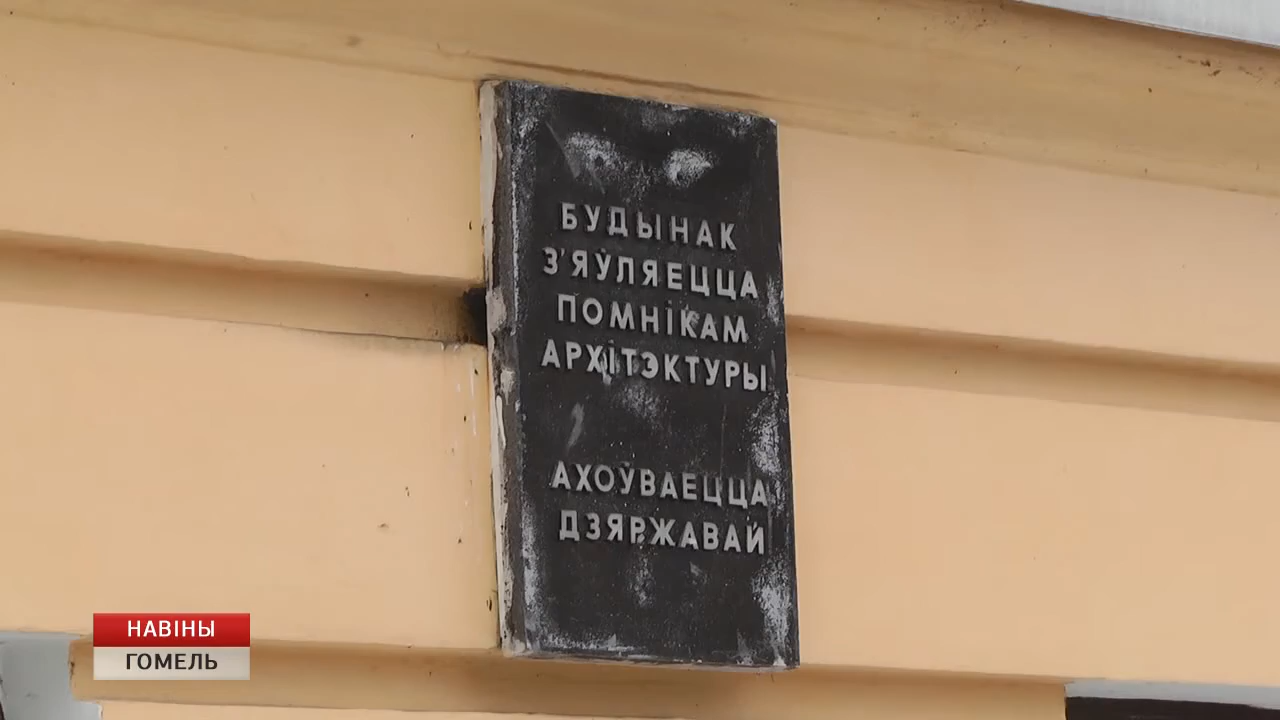 БУДЫНАК
З'ЯЎЛЯЕЦЦА
ПОМНІКАМ
АРХІТЭКТУРЫ
АХОЎВАЕЦЦА
ДЗЯРЖАВАЙ
НАВІНЫ
ГОМЕЛЬ